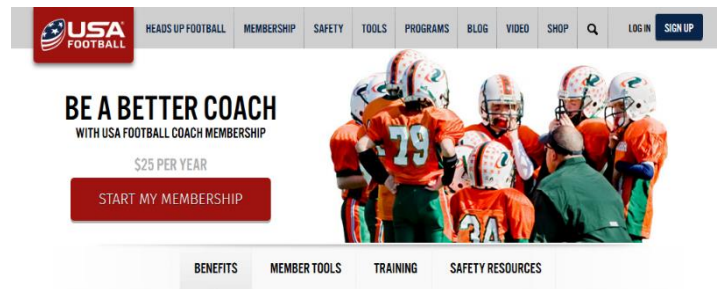 USA
FOOTBALL
HEADS UP FOOTBALL MEMBERSHIP SAFETY TOOLS PROGRAMS BLOG VIDEO SHOP LOG IN SIGN UP
BE A BETTER COACH
WITH USA FOOTBALL COACH MEMBERSHIP
$25 PER YEAR
START MY MEMBERSHIP
79
34
BENEFITS MEMBER TOOLS TRAINING SAFETY RESOURCES